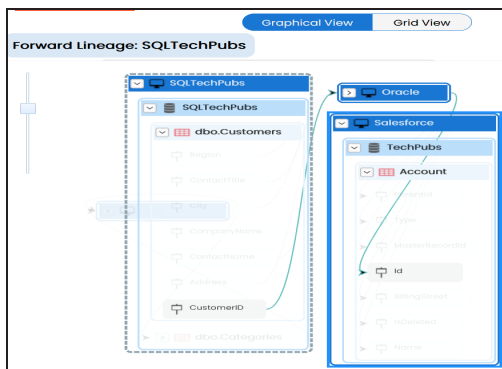 Graphical View
Grid View
Forward Lineage: SQLTechPubs
SQLTechPubs
SQLTechPubs
dbo.Customers
Region
ContactTitle
City
CompanyName
ContactName
Address
CustomerID
dbo.Categories
Oracle
Salesforce
TechPubs
Account
ParentId
Type
MasterRecordId
Id
BillingStreet
IsDeleted
Name